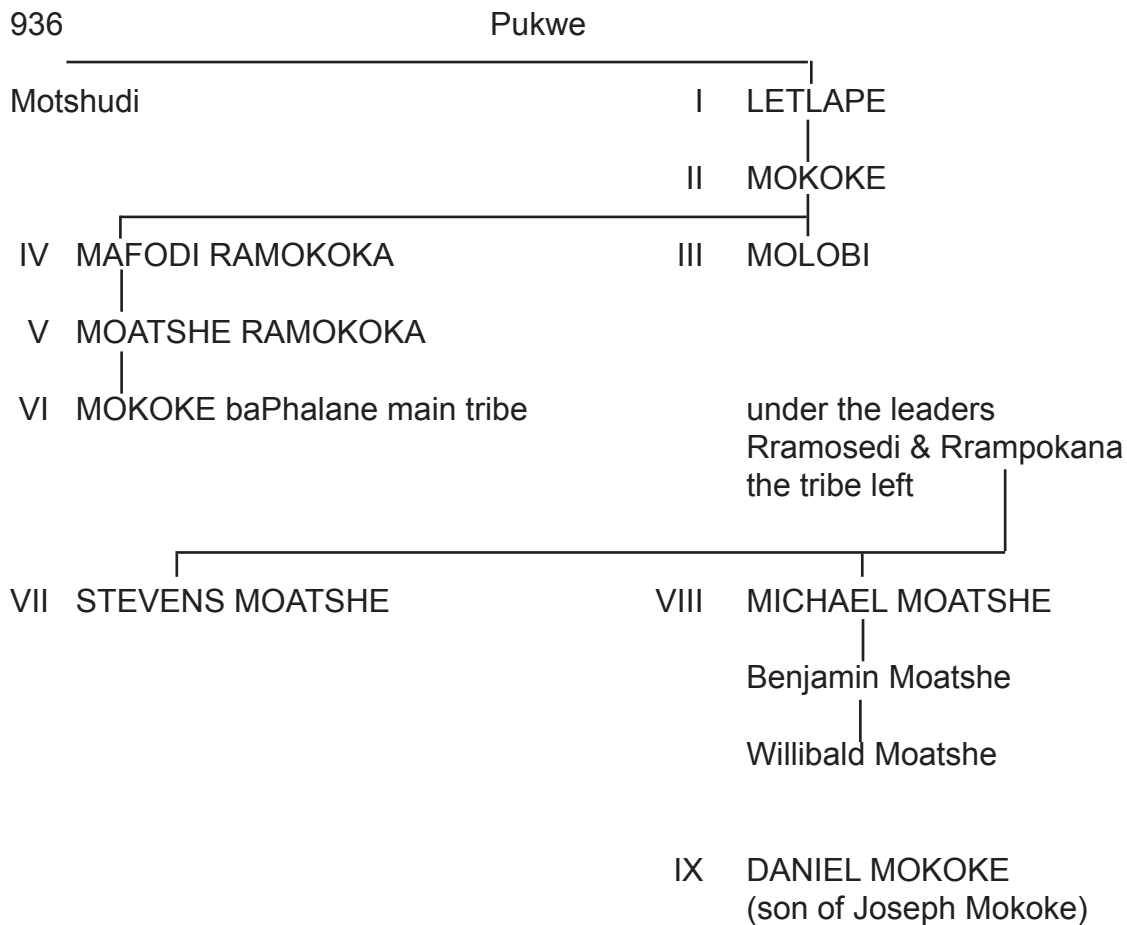 936 Pukwe
Motshudi I LETLAPE
II MOKOKE
IV MAFODI RAMOKOKA III MOLOBI
V MOATSHE RAMOKOKA
VI MOKOKE baPhalane main tribe under the leaders
Rramosedi & Rrampokana
the tribe left
VII STEVENS MOATSHE VIII MICHAEL MOATSHE
Benjamin Moatshe
Willibald Moatshe
IX DANIEL MOKOKE
(son of Joseph Mokoke)